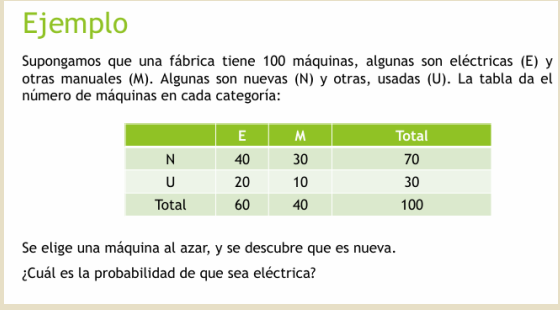 Ejemplo
Supongamos que una fábrica tiene 100 máquinas, algunas son eléctricas (E) y
otras manuales (M). Algunas son nuevas (N) y otras, usadas (U). La tabla da el
número de máquinas en cada categoría:
E M Total
N 40 30 70
U 20 10 30
Total 60 40 100
Se elige una máquina al azar, y se descubre que es nueva.
¿Cuál es la probabilidad de que sea eléctrica?